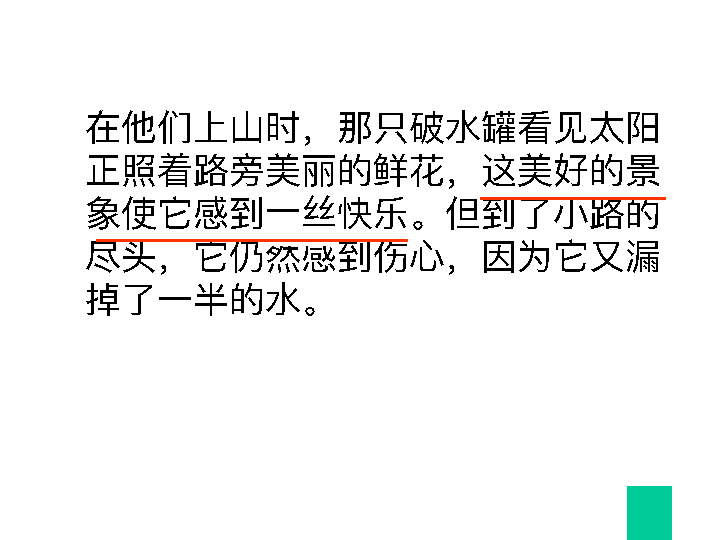 在他们上山时，那只破水罐看见太阳
正照着路旁美丽的鲜花，这美好的景
象使它感到一丝快乐。但到了小路的
尽头，它仍然感到伤心，因为它又漏
掉了一半的水。